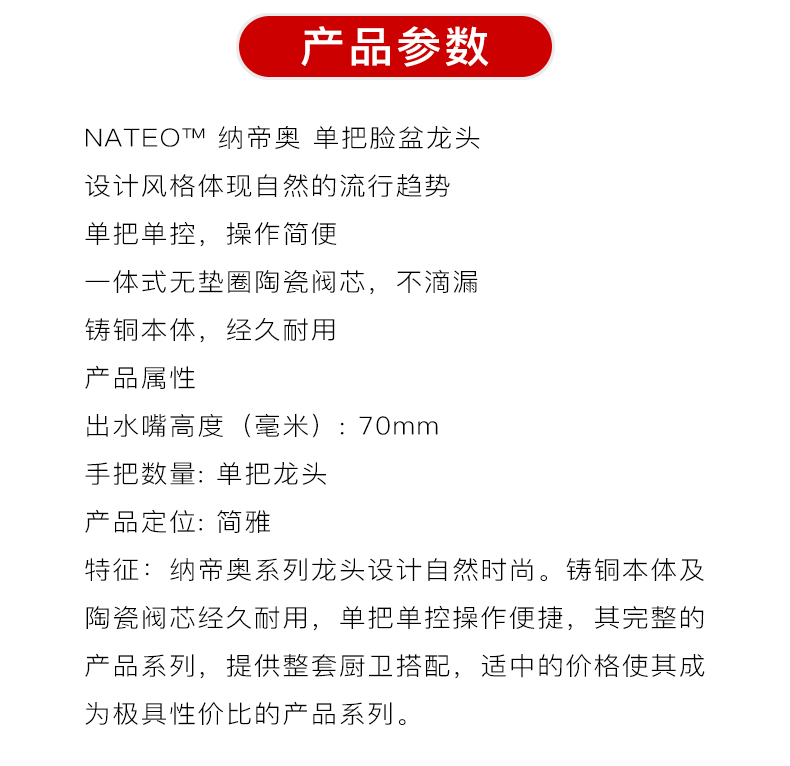 产品参数
NATEO™ 纳帝奥 单把脸盆龙头
设计风格体现自然的流行趋势
单把单控，操作简便
一体式无垫圈陶瓷阀芯，不滴漏
铸铜本体，经久耐用
产品属性
出水嘴高度（毫米）: 70mm
手把数量: 单把龙头
产品定位: 简雅
特征：纳帝奥系列龙头设计自然时尚。铸铜本体及
陶瓷阀芯经久耐用，单把单控操作便捷，其完整的
产品系列，提供整套厨卫搭配，适中的价格使其成
为极具性价比的产品系列。